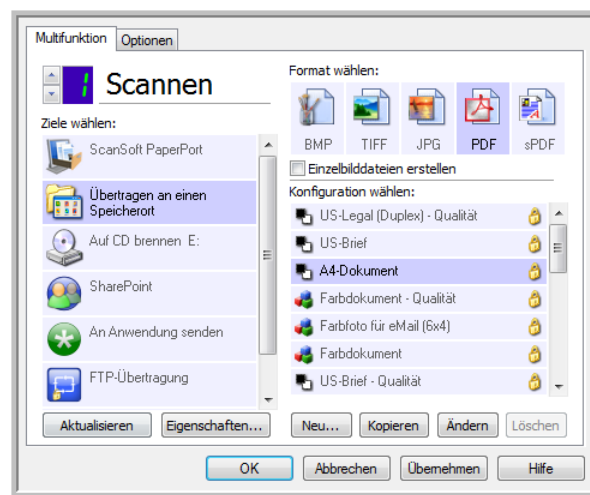 Multifunktion
Optionen
1 Scannen
Ziele wählen:
ScanSoft PaperPort
Übertragen an einen
Speicherort
Auf CD brennen E:
SharePoint
An Anwendung senden
FTP-Übertragung
Aktualisieren
Eigenschaften...
Format wählen:
BMP
TIFF
JPG
PDF
sPDF
Einzelbilddateien erstellen
Konfiguration wählen:
US-Legal (Duplex) - Qualität
US-Brief
A4-Dokument
Farbdokument - Qualität
Farbfoto für eMail (6x4)
Farbdokument
US-Brief - Qualität
Neu...
Kopieren
Ändern
Löschen
OK
Abbrechen
Übernehmen
Hilfe